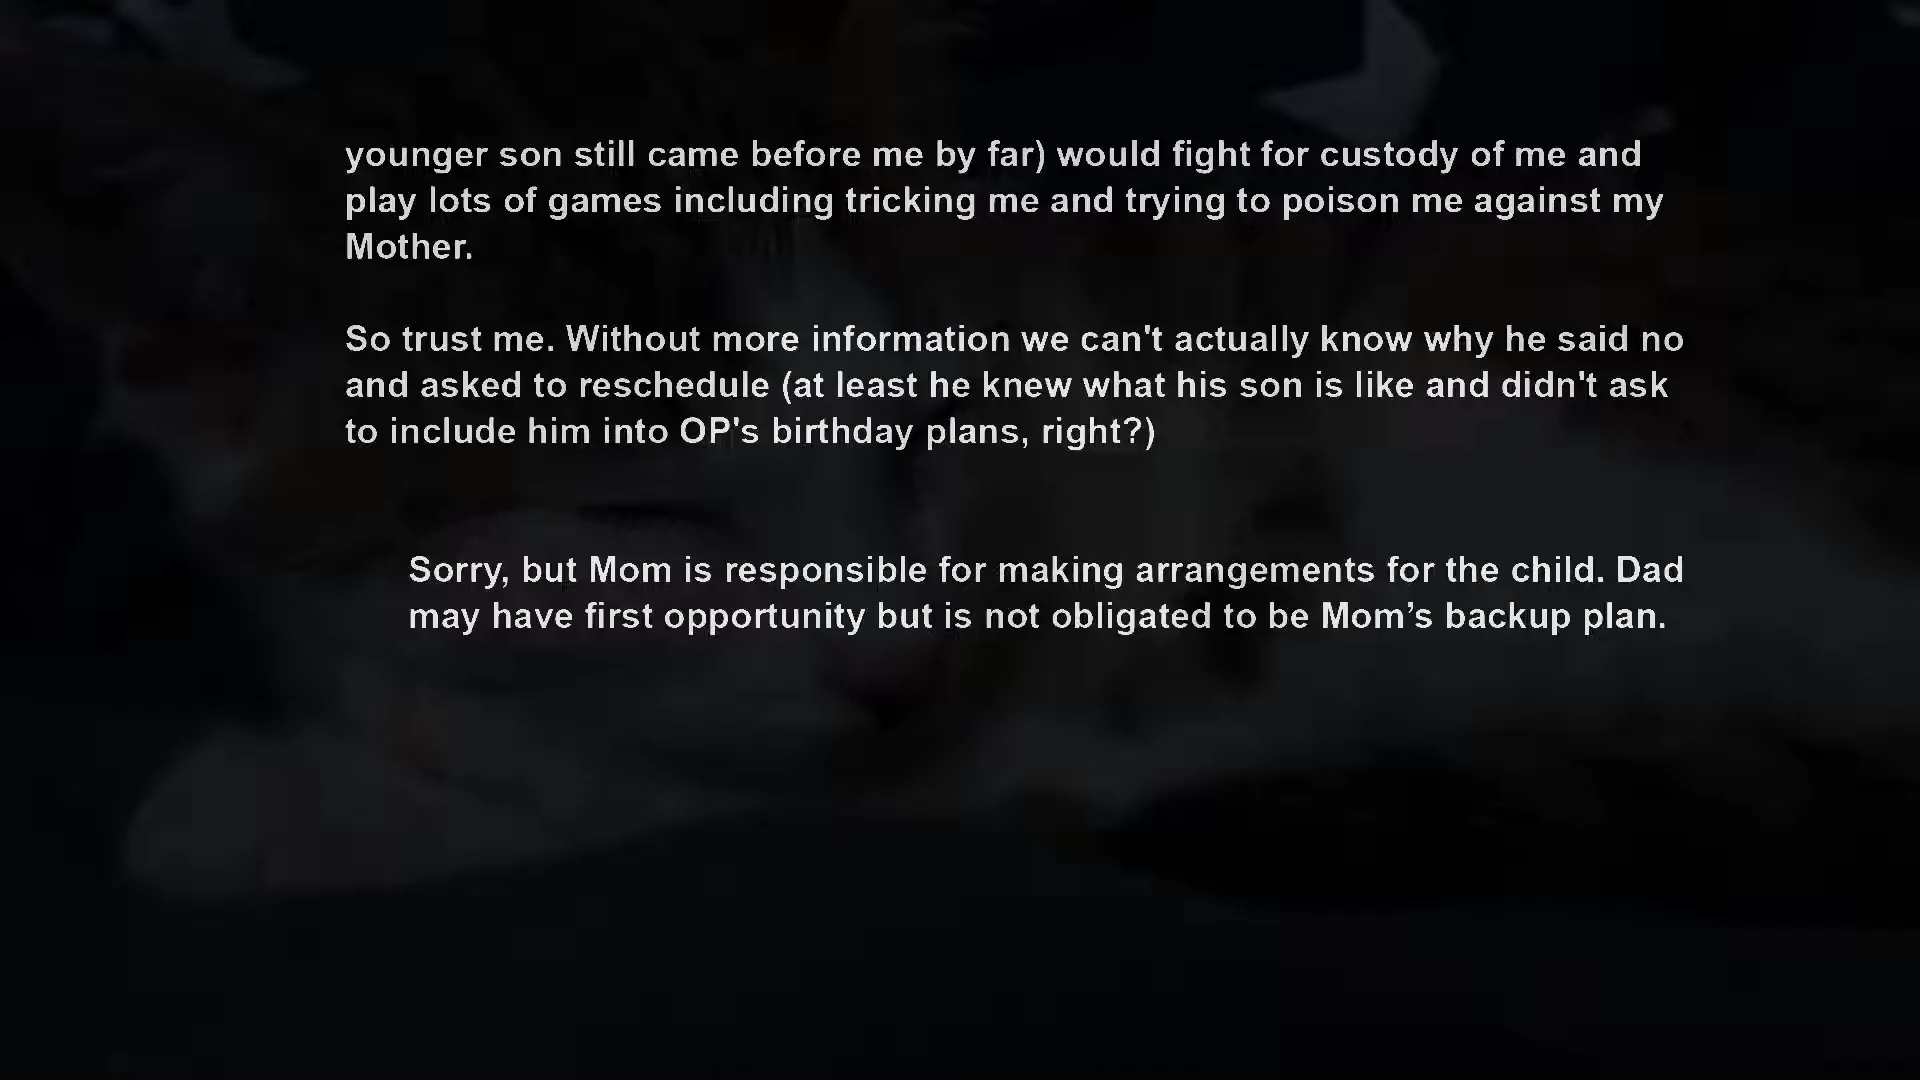 younger son still came before me by far) would fight for custody of me and
play lots of games including tricking me and trying to poison me against my
Mother.
So trust me. Without more information we can't actually know why he said no
and asked to reschedule (at least he knew what his son is like and didn't ask
to include him into OP's birthday plans, right?)
Sorry, but Mom is responsible for making arrangements for the child. Dad
may have first opportunity but is not obligated to be Mom’s backup plan.